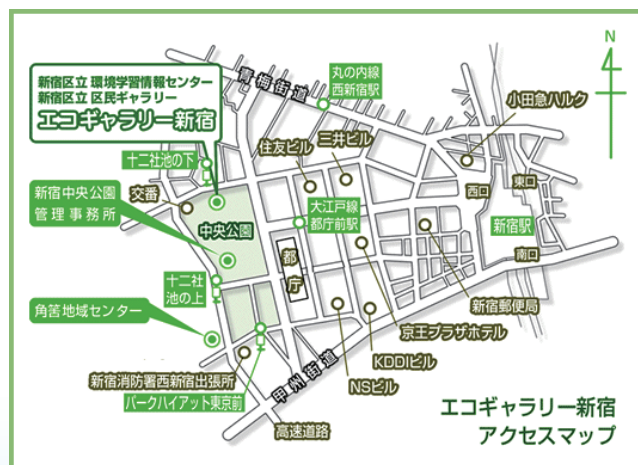 新宿区立 環境学習情報センター
新宿区立 区民ギャラリー
エコギャラリー新宿
青梅街道
丸の内線
西新宿駅
N
小田急ハルク
十二社池の下
住友ビル
三井ビル
新宿中央公園
管理事務所
交番
中央公園
大江戸線
都庁前駅
西口
東口
新宿駅
南口
都庁
十二社
池の上
角筈地域センター
新宿郵便局
京王プラザホテル
KDDIビル
NSビル
新宿消防署西新宿出張所
パークハイアット東京前
甲州街道
高速道路
エコギャラリー新宿
アクセスマップ